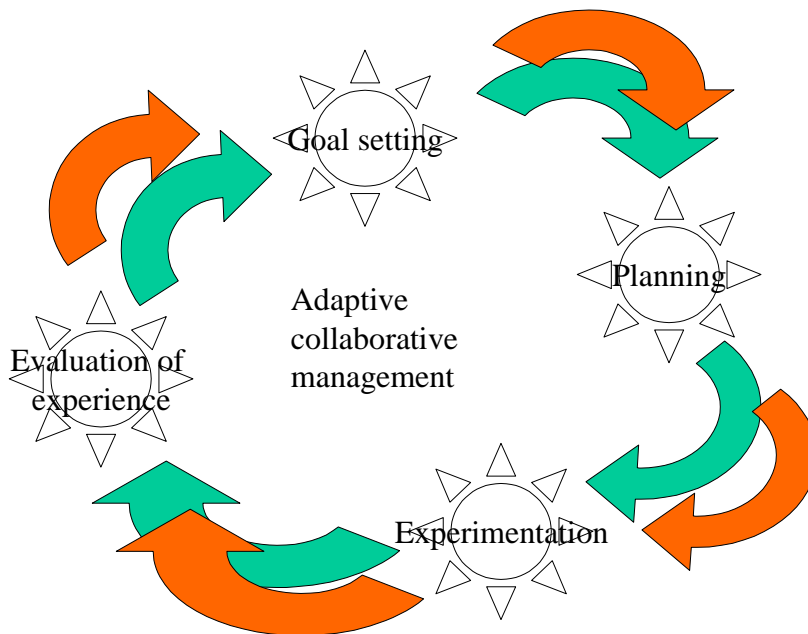 Goal setting
Planning
Adaptive
collaborative
management
Evaluation of
experience
Experimentation